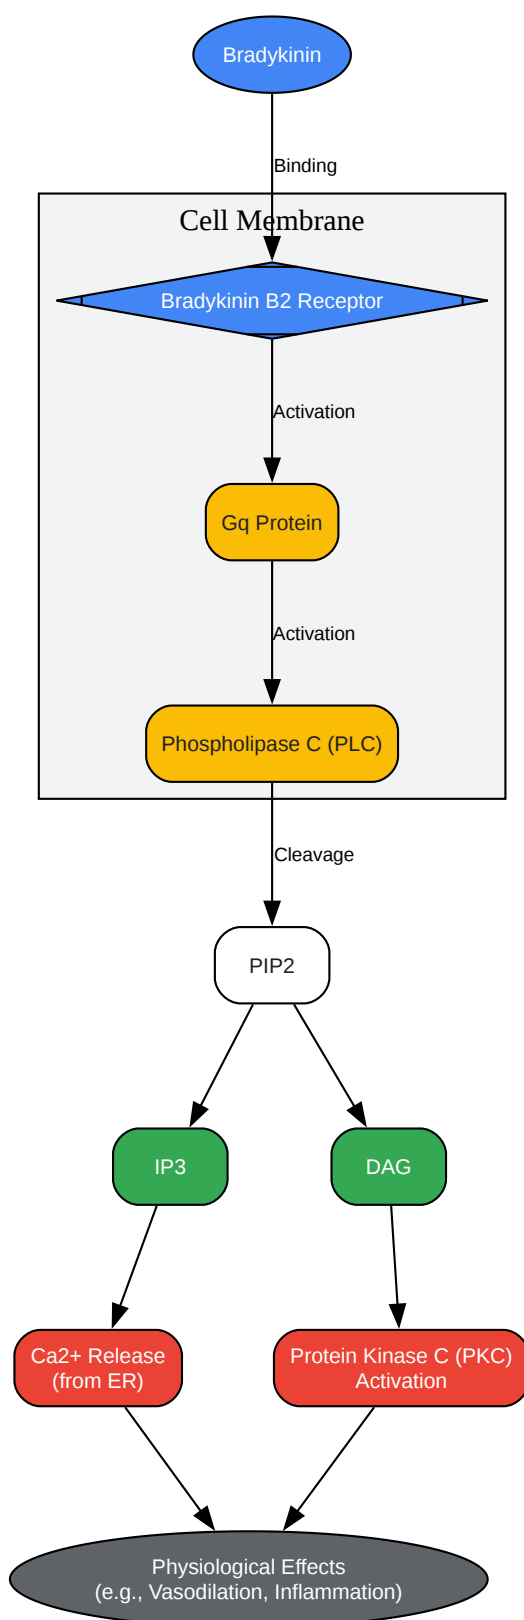 Bradykinin
Binding
Cell Membrane
Bradykinin B2 Receptor
Activation
Gq Protein
Activation
Phospholipase C (PLC)
Cleavage
PIP2
IP3
DAG
Ca2+ Release
(from ER)
Protein Kinase C (PKC)
Activation
Physiological Effects
(e.g., Vasodilation, Inflammation)